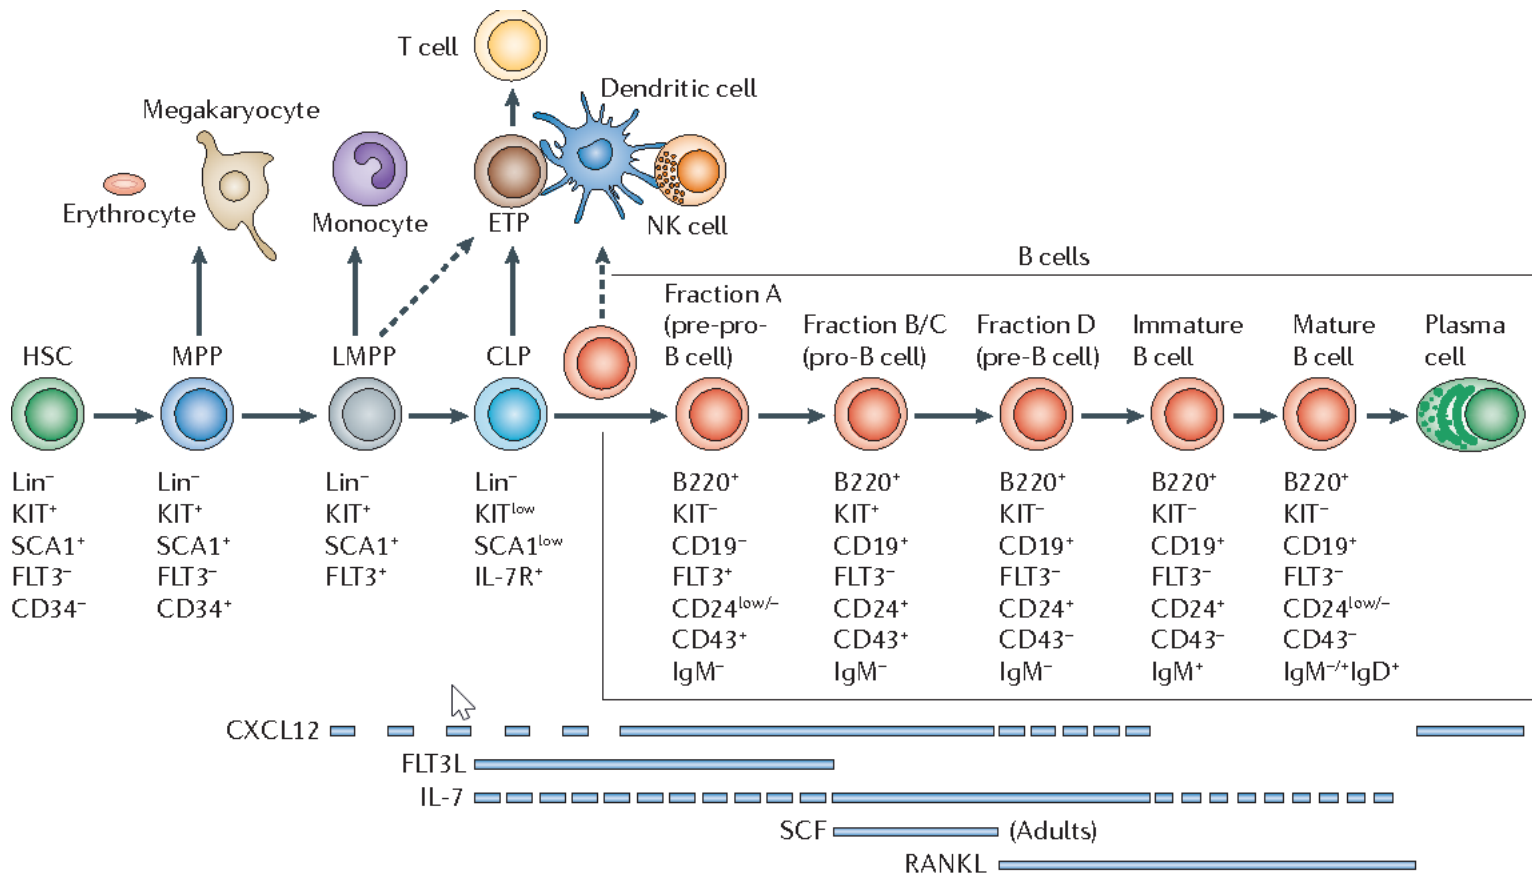 T cell
Dendritic cell
Megakaryocyte
Erythrocyte
Monocyte
ETP
NK cell
B cells
HSC
MPP
LMPP
CLP
Fraction A
(pre-pro-
B cell)
Fraction B/C
(pro-B cell)
Fraction D
(pre-B cell)
Immature
B cell
Mature
B cell
Plasma
cell
Lin⁻
KIT⁺
SCA1⁺
FLT3⁻
CD34⁻
Lin⁻
KIT⁺
SCA1⁺
FLT3⁻
CD34⁺
Lin⁻
KIT⁺
SCA1⁺
FLT3⁺
Lin⁻
KITˡᵒʷ
SCA1ˡᵒʷ
IL-7R⁺
B220⁺
KIT⁻
CD19⁻
FLT3⁺
CD24ˡᵒʷ/⁻
CD43⁺
IgM⁻
B220⁺
KIT⁺
CD19⁺
FLT3⁻
CD24⁺
CD43⁺
IgM⁻
B220⁺
KIT⁻
CD19⁺
FLT3⁻
CD24⁺
CD43⁻
IgM⁻
B220⁺
KIT⁻
CD19⁺
FLT3⁻
CD24⁺
CD43⁻
IgM⁺
B220⁺
KIT⁻
CD19⁺
FLT3⁻
CD24ˡᵒʷ/⁻
CD43⁻
IgM⁻/⁺IgD⁺
CXCL12
FLT3L
IL-7
SCF (Adults)
RANKL